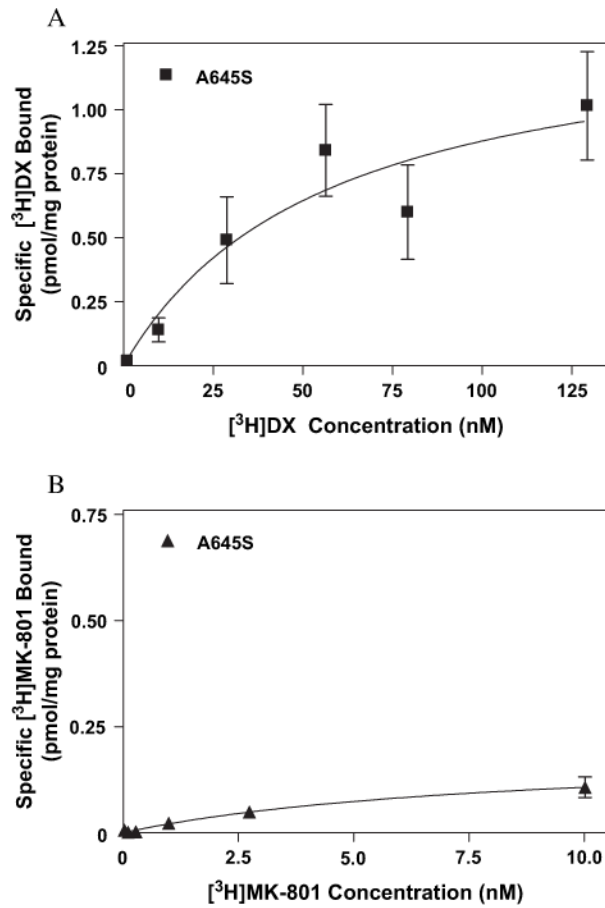 A
Specific [³H]DX Bound
(pmol/mg protein)
1.25
1.00
0.75
0.50
0.25
0
A645S
0
25
50
75
100
125
[³H]DX Concentration (nM)
B
Specific [³H]MK-801 Bound
(pmol/mg protein)
0.75
0.50
0.25
0
A645S
0
2.5
5.0
7.5
10.0
[³H]MK-801 Concentration (nM)